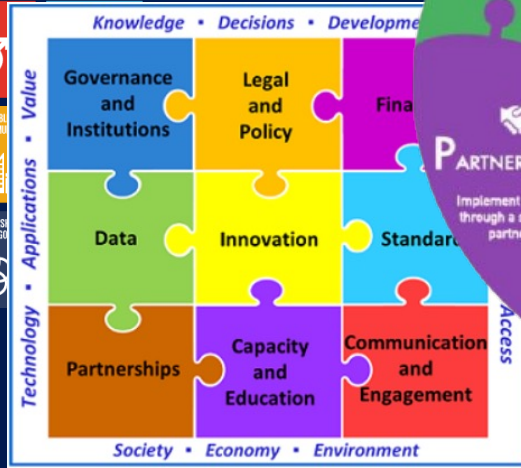 Knowledge • Decisions • Developme
Governance
and
Institutions
Legal
and
Policy
Fina
Value
Applications
Technology
Data
Innovation
Standard
Partnerships
Capacity
and
Education
Communication
and
Engagement
Access
Society • Economy • Environment
PARTNER
Implement
through a
partne